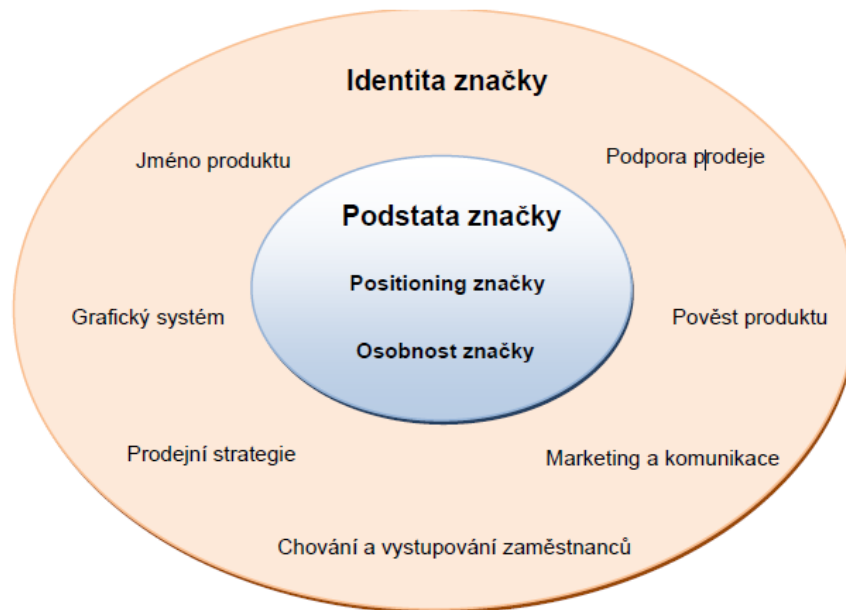 Identita značky
Jméno produktu
Podpora prodeje
Podstata značky
Positioning značky
Grafický systém
Pověst produktu
Osobnost značky
Prodejní strategie
Marketing a komunikace
Chování a vystupování zaměstnanců